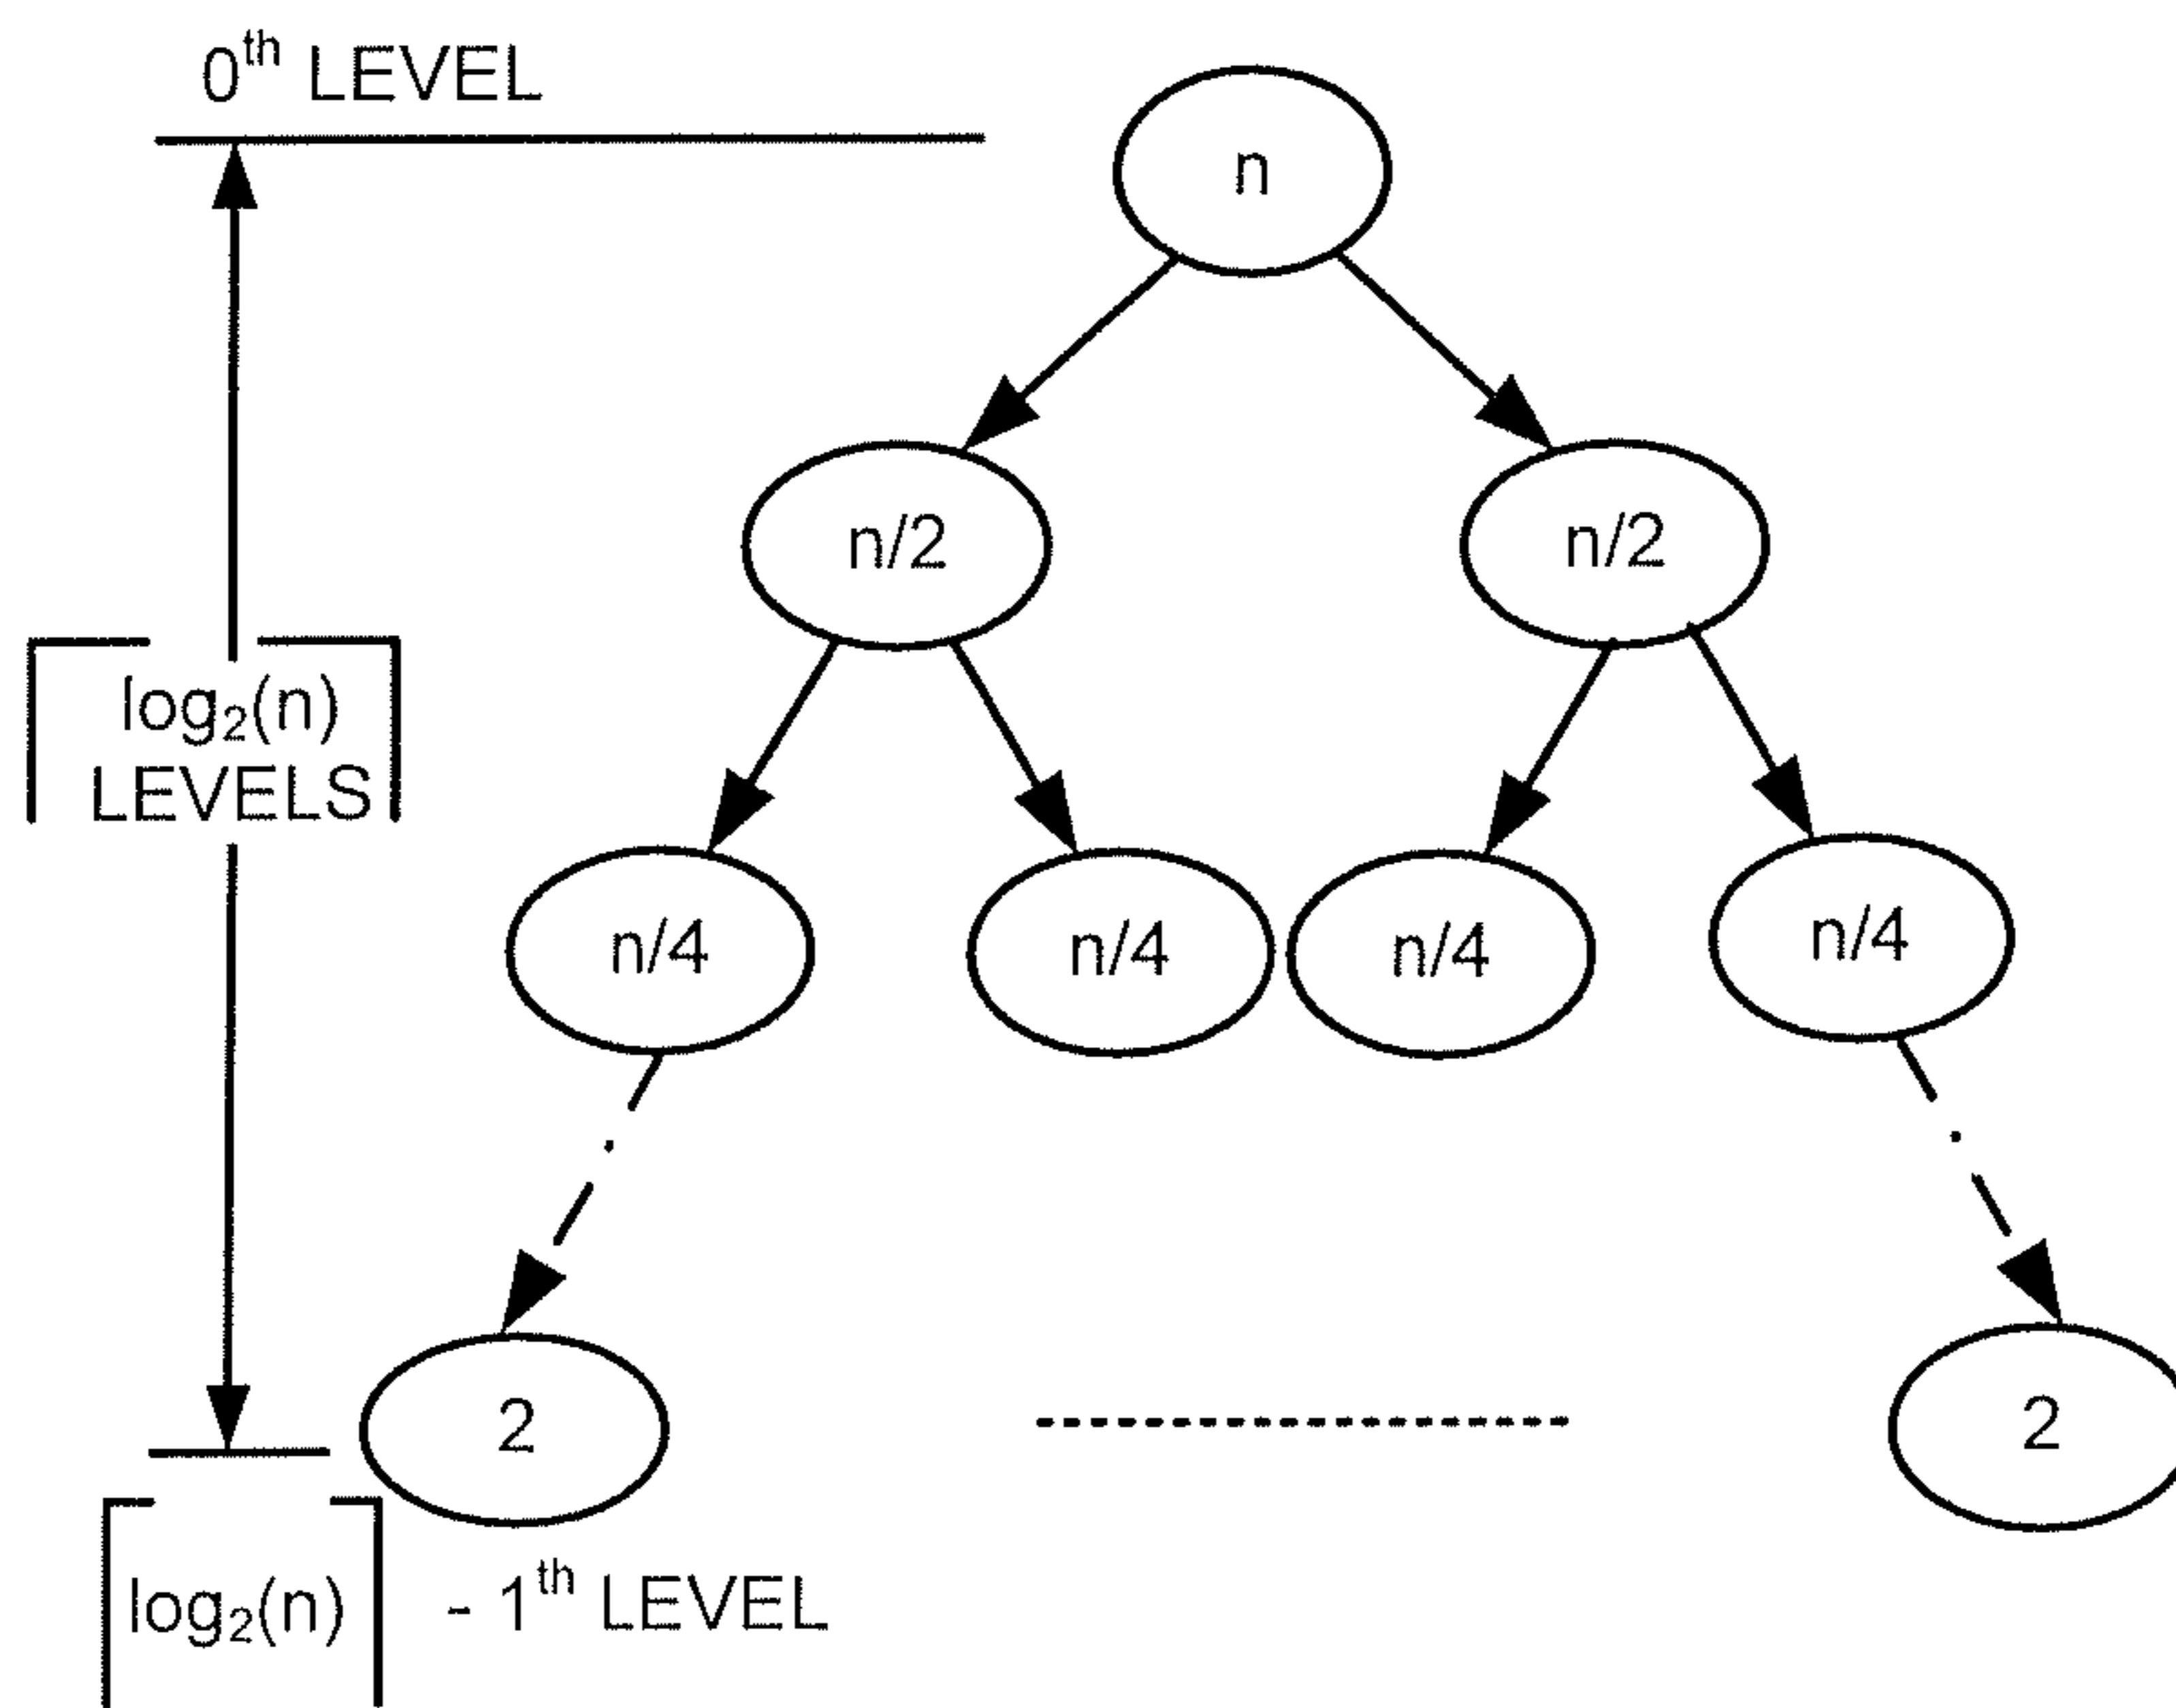 0th LEVEL
n
n/2 n/2
log2(n)
LEVELS
n/4 n/4 n/4 n/4
2 2
log2(n) - 1th LEVEL